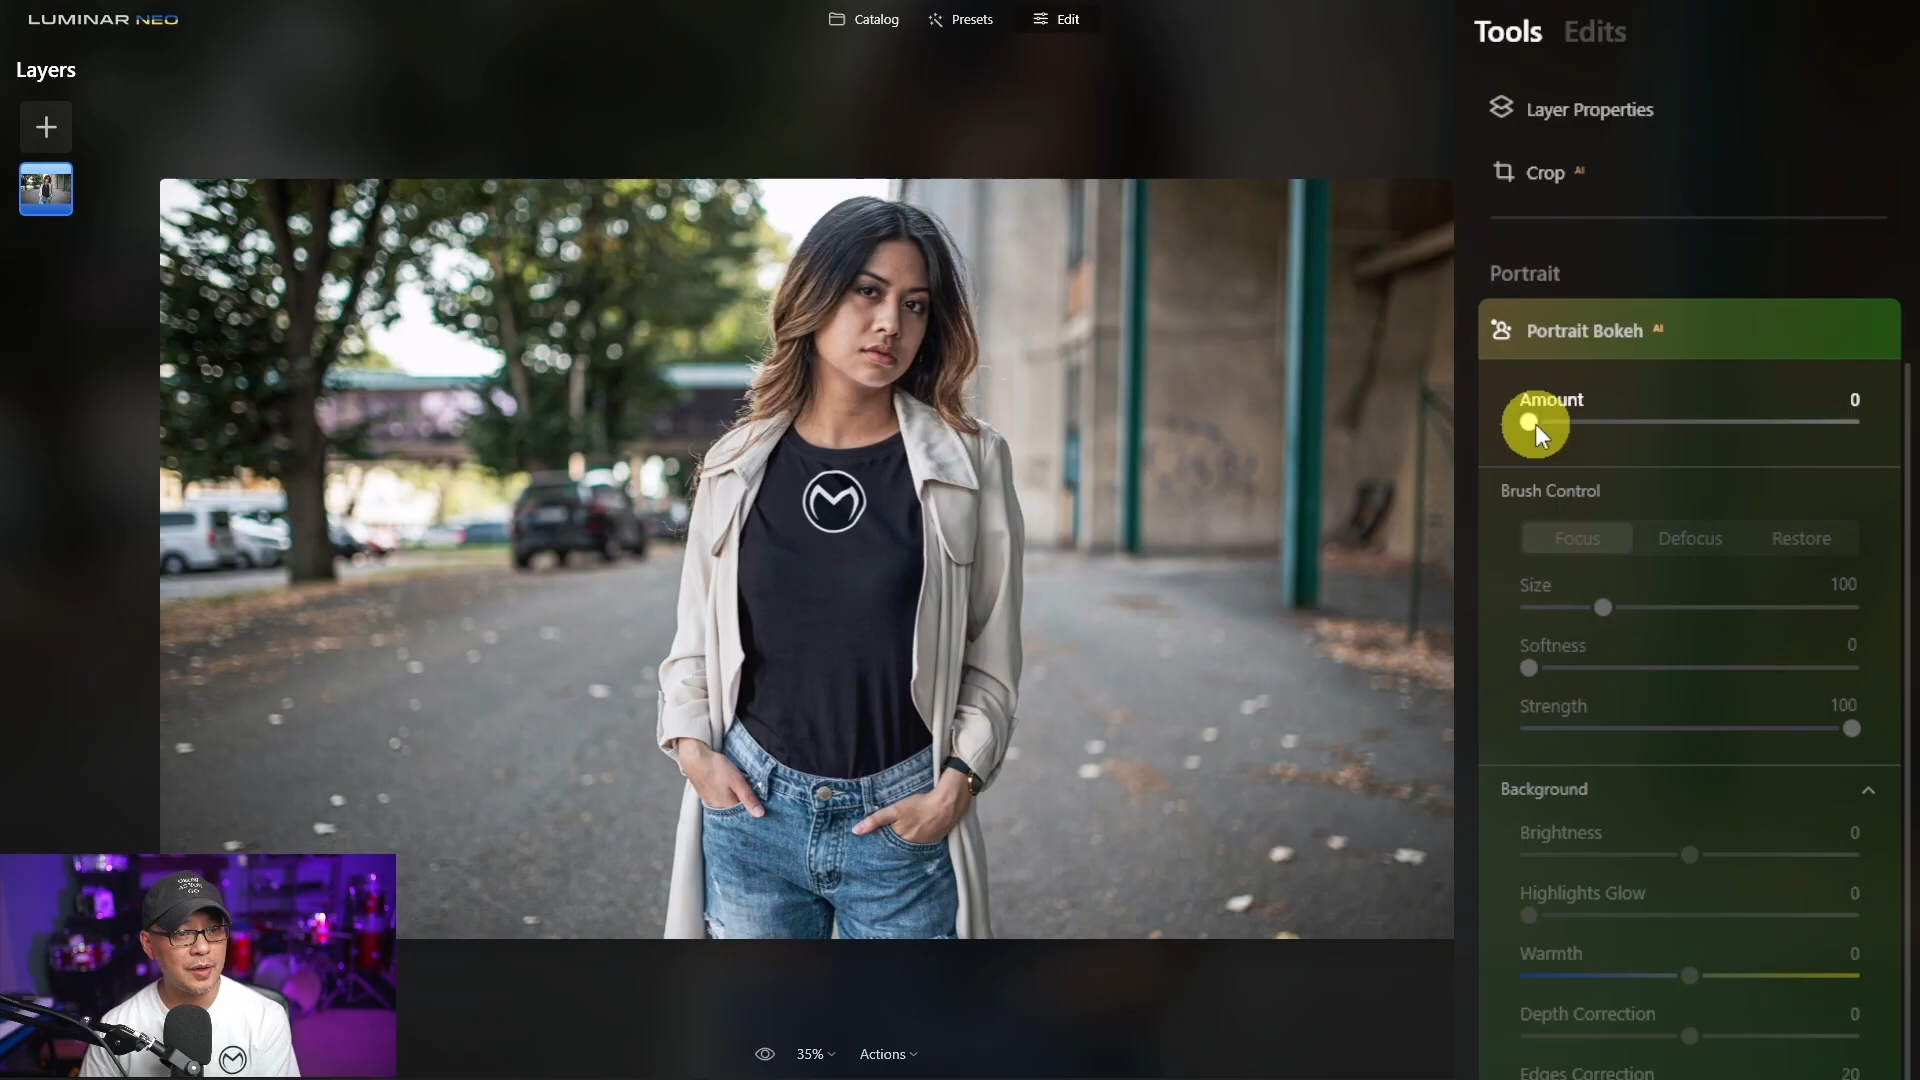 LUMINAR NEO
Catalog
Presets
Edit
Tools Edits
Layers
Layer Properties
Crop AI
Portrait
Portrait Bokeh AI
Amount 0
Brush Control
Focus Defocus Restore
Size 100
Softness 0
Strength 100
Background
Brightness 0
Highlights Glow 0
Warmth 0
Depth Correction 0
Edges Correction 20
35%
Actions